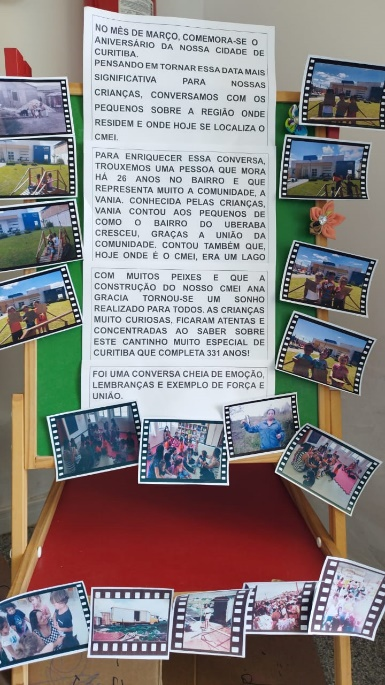 NO MÊS DE MARÇO, COMEMORA-SE O
ANIVERSÁRIO DA NOSSA CIDADE DE
CURITIBA.
PENSANDO EM TORNAR ESSA DATA MAIS
SIGNIFICATIVA PARA NOSSAS
CRIANÇAS, CONVERSAMOS COM OS
PEQUENOS SOBRE A REGIÃO ONDE
RESIDEM E ONDE HOJE SE LOCALIZA O
CMEI.
PARA ENRIQUECER ESSA CONVERSA,
TROUXEMOS UMA PESSOA QUE MORA
HÁ 26 ANOS NO BAIRRO E QUE
REPRESENTA MUITO A COMUNIDADE, A
VANIA. CONHECIDA PELAS CRIANÇAS,
VANIA CONTOU AOS PEQUENOS DE
COMO O BAIRRO DO UBERABA
CRESCEU, GRAÇAS A UNIÃO DA
COMUNIDADE. CONTOU TAMBÉM QUE,
HOJE ONDE É O CMEI, ERA UM LAGO
COM MUITOS PEIXES E QUE A
CONSTRUÇÃO DO NOSSO CMEI ANA
GRACIA TORNOU-SE UM SONHO
REALIZADO PARA TODOS. AS CRIANÇAS
MUITO CURIOSAS, FICARAM ATENTAS E
CONCENTRADAS AO SABER SOBRE
ESTE CANTINHO MUITO ESPECIAL DE
CURITIBA QUE COMPLETA 331 ANOS!
FOI UMA CONVERSA CHEIA DE EMOÇÃO,
LEMBRANÇAS E EXEMPLO DE FORÇA E
UNIÃO.